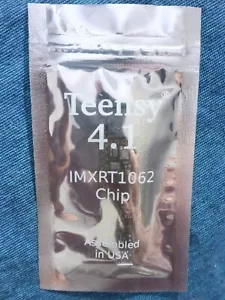 Teensy®
4.1
IMXRT1062
Chip
Assembled
in USA